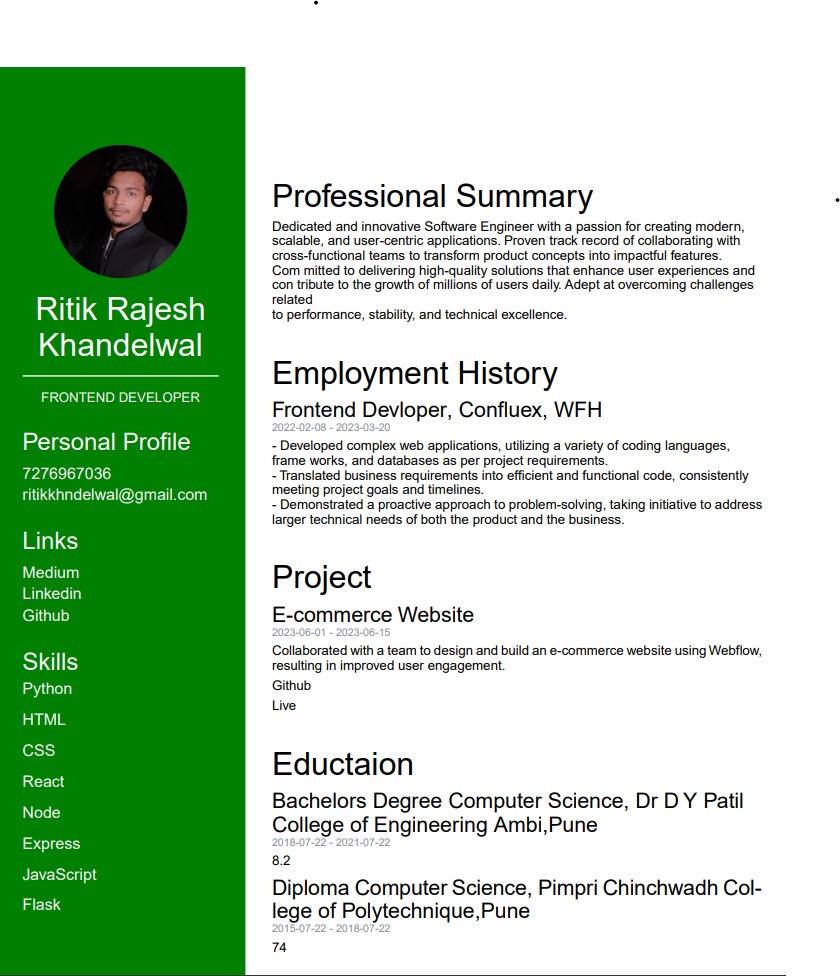 Ritik Rajesh
Khandelwal
FRONTEND DEVELOPER
Personal Profile
7276967036
ritikkhndelwal@gmail.com
Links
Medium
Linkedin
Github
Skills
Python
HTML
CSS
React
Node
Express
JavaScript
Flask
Professional Summary
Dedicated and innovative Software Engineer with a passion for creating modern,
scalable, and user-centric applications. Proven track record of collaborating with
cross-functional teams to transform product concepts into impactful features.
Com mitted to delivering high-quality solutions that enhance user experiences and
con tribute to the growth of millions of users daily. Adept at overcoming challenges
related
to performance, stability, and technical excellence.
Employment History
Frontend Devloper, Confluex, WFH
2022-02-08 - 2023-03-20
- Developed complex web applications, utilizing a variety of coding languages,
frame works, and databases as per project requirements.
- Translated business requirements into efficient and functional code, consistently
meeting project goals and timelines.
- Demonstrated a proactive approach to problem-solving, taking initiative to address
larger technical needs of both the product and the business.
Project
E-commerce Website
2023-06-01 - 2023-06-15
Collaborated with a team to design and build an e-commerce website using Webflow,
resulting in improved user engagement.
Github
Live
Eductaion
Bachelors Degree Computer Science, Dr D Y Patil
College of Engineering Ambi,Pune
2018-07-22 - 2021-07-22
8.2
Diploma Computer Science, Pimpri Chinchwadh Col-
lege of Polytechnique,Pune
2015-07-22 - 2018-07-22
74